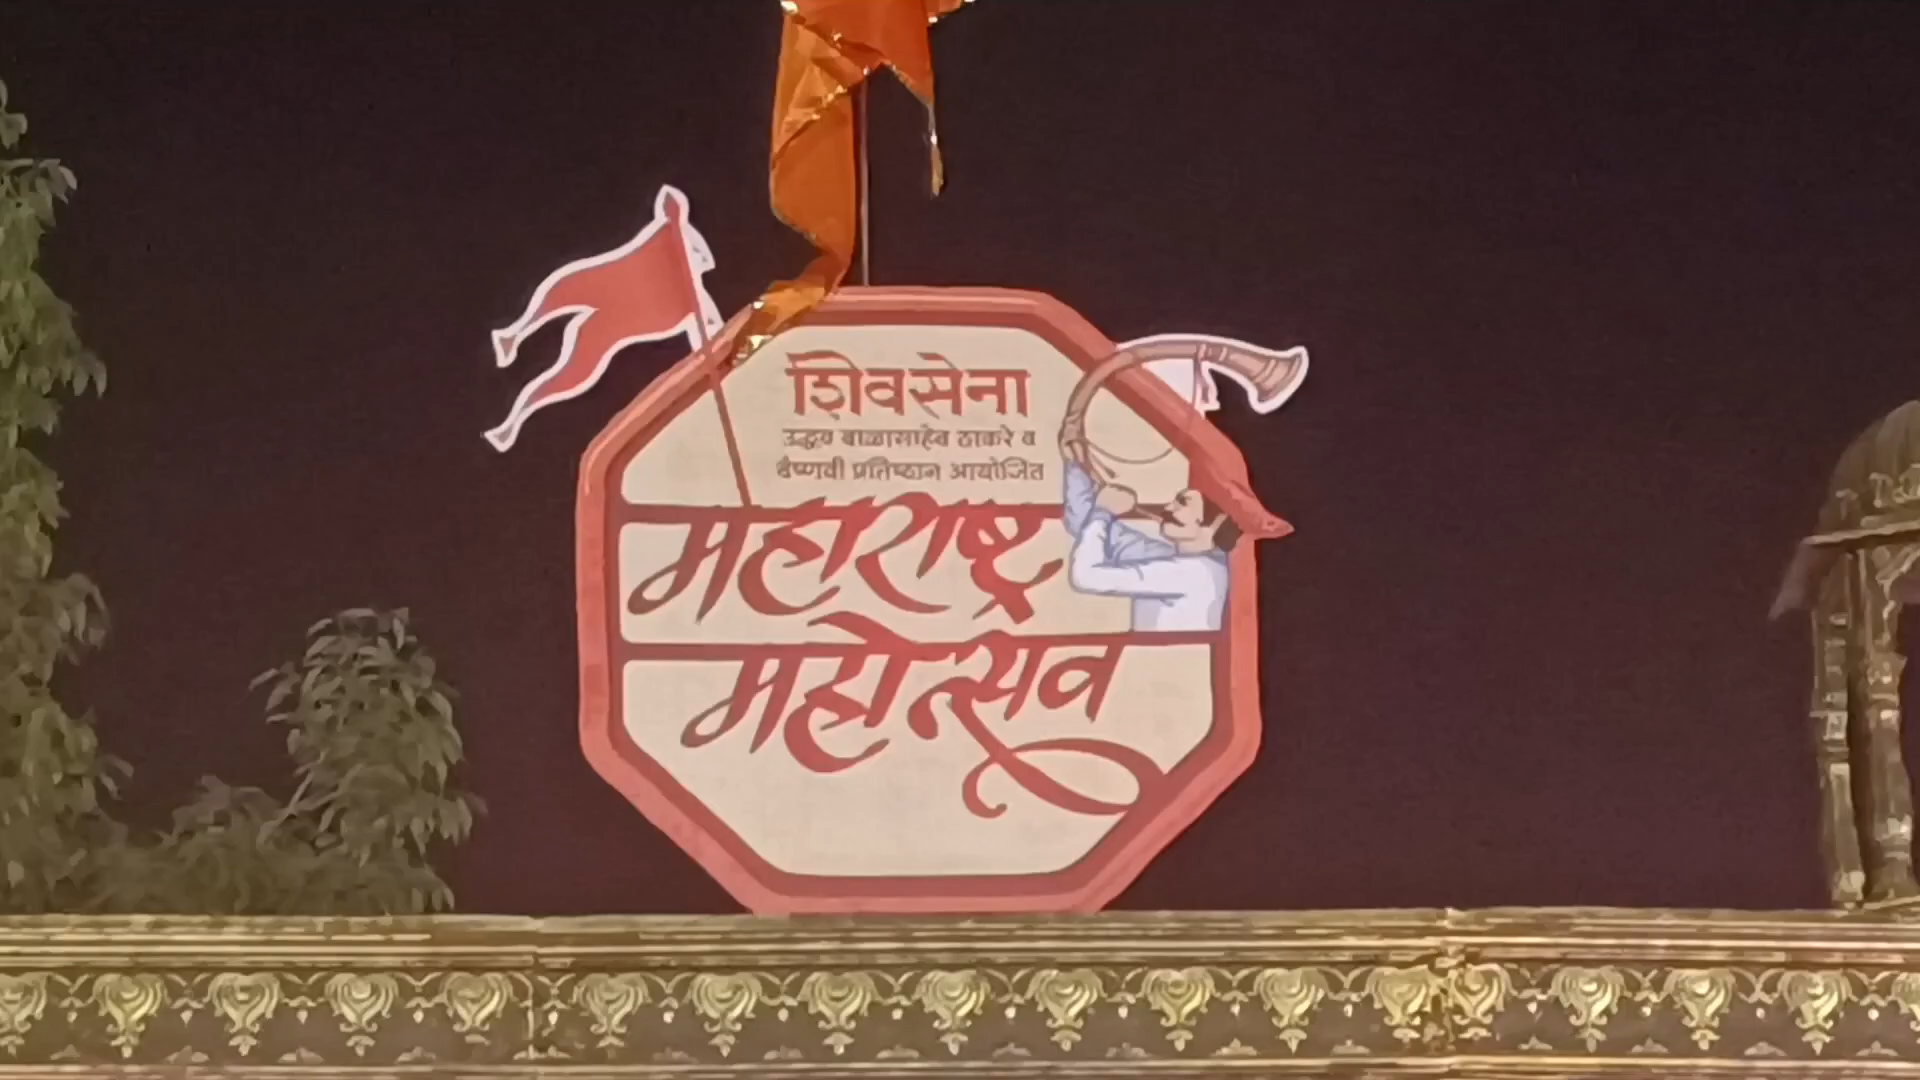 शिवसेना
उद्धव बाळासाहेब ठाकरे व
वैष्णवी प्रतिष्ठान आयोजित
महाराष्ट्र
महोत्सव